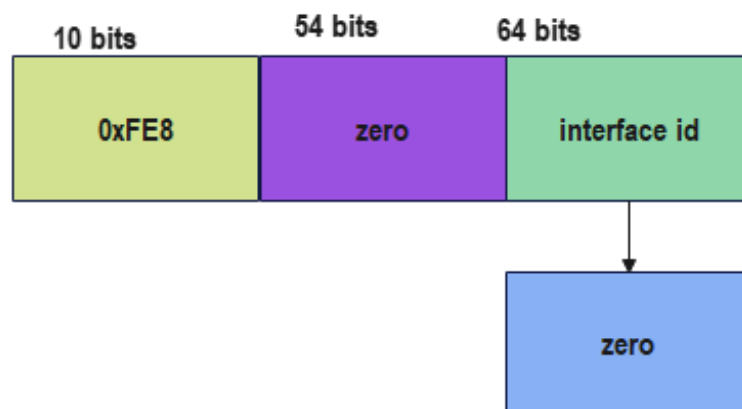 10 bits
54 bits
64 bits
0xFE8
zero
interface id
zero